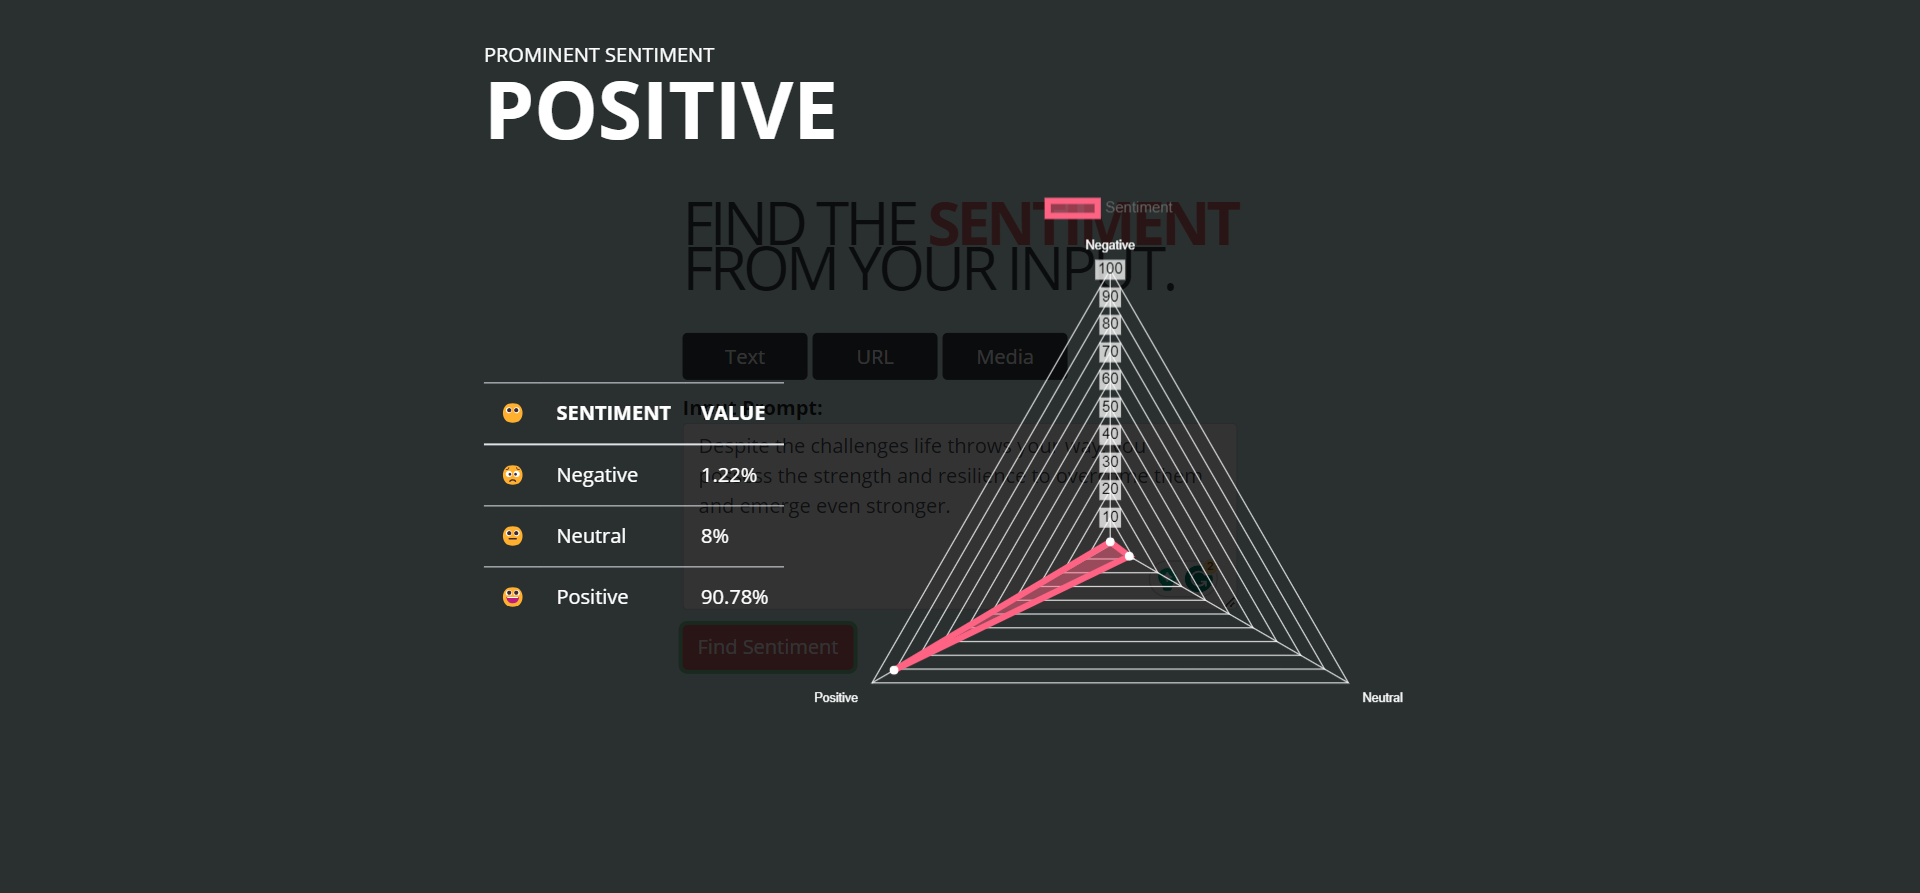 PROMINENT SENTIMENT
POSITIVE
FIND THE SENTIMENT
FROM YOUR INPUT.
Text
URL
Media
Input Prompt:
Despite the challenges life throws your way, you
possess the strength and resilience to overcome them
and emerge even stronger.
2
Find Sentiment
SENTIMENT VALUE
Negative 1.22%
Neutral 8%
Positive 90.78%
Sentiment
Negative
100
90
80
70
60
50
40
30
20
10
Positive
Neutral